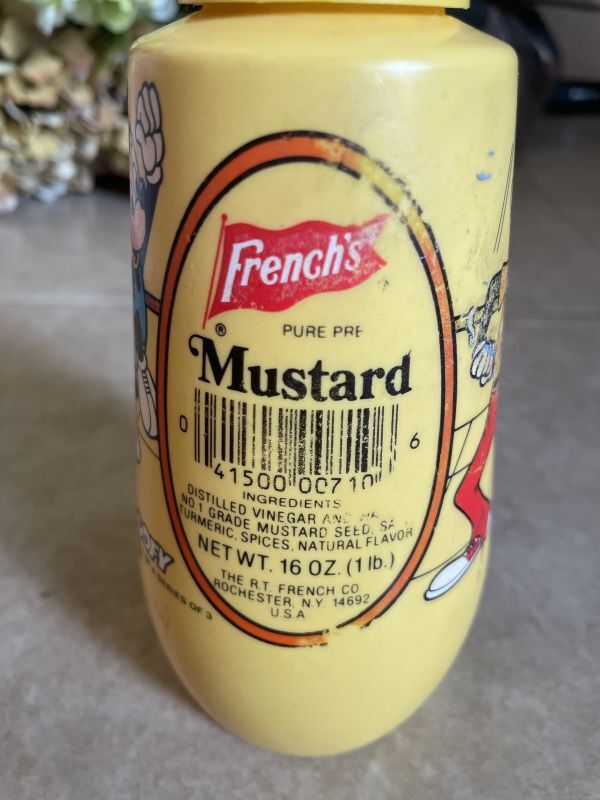 French's
®
PURE PRE
Mustard
0 41500 00710 6
INGREDIENTS
DISTILLED VINEGAR AND
NO 1 GRADE MUSTARD SEED,
TURMERIC, SPICES, NATURAL FLAVOR
NET WT. 16 OZ. (1 lb.)
THE R.T. FRENCH CO
ROCHESTER, N.Y. 14692
U.S.A
SERIES OF 3